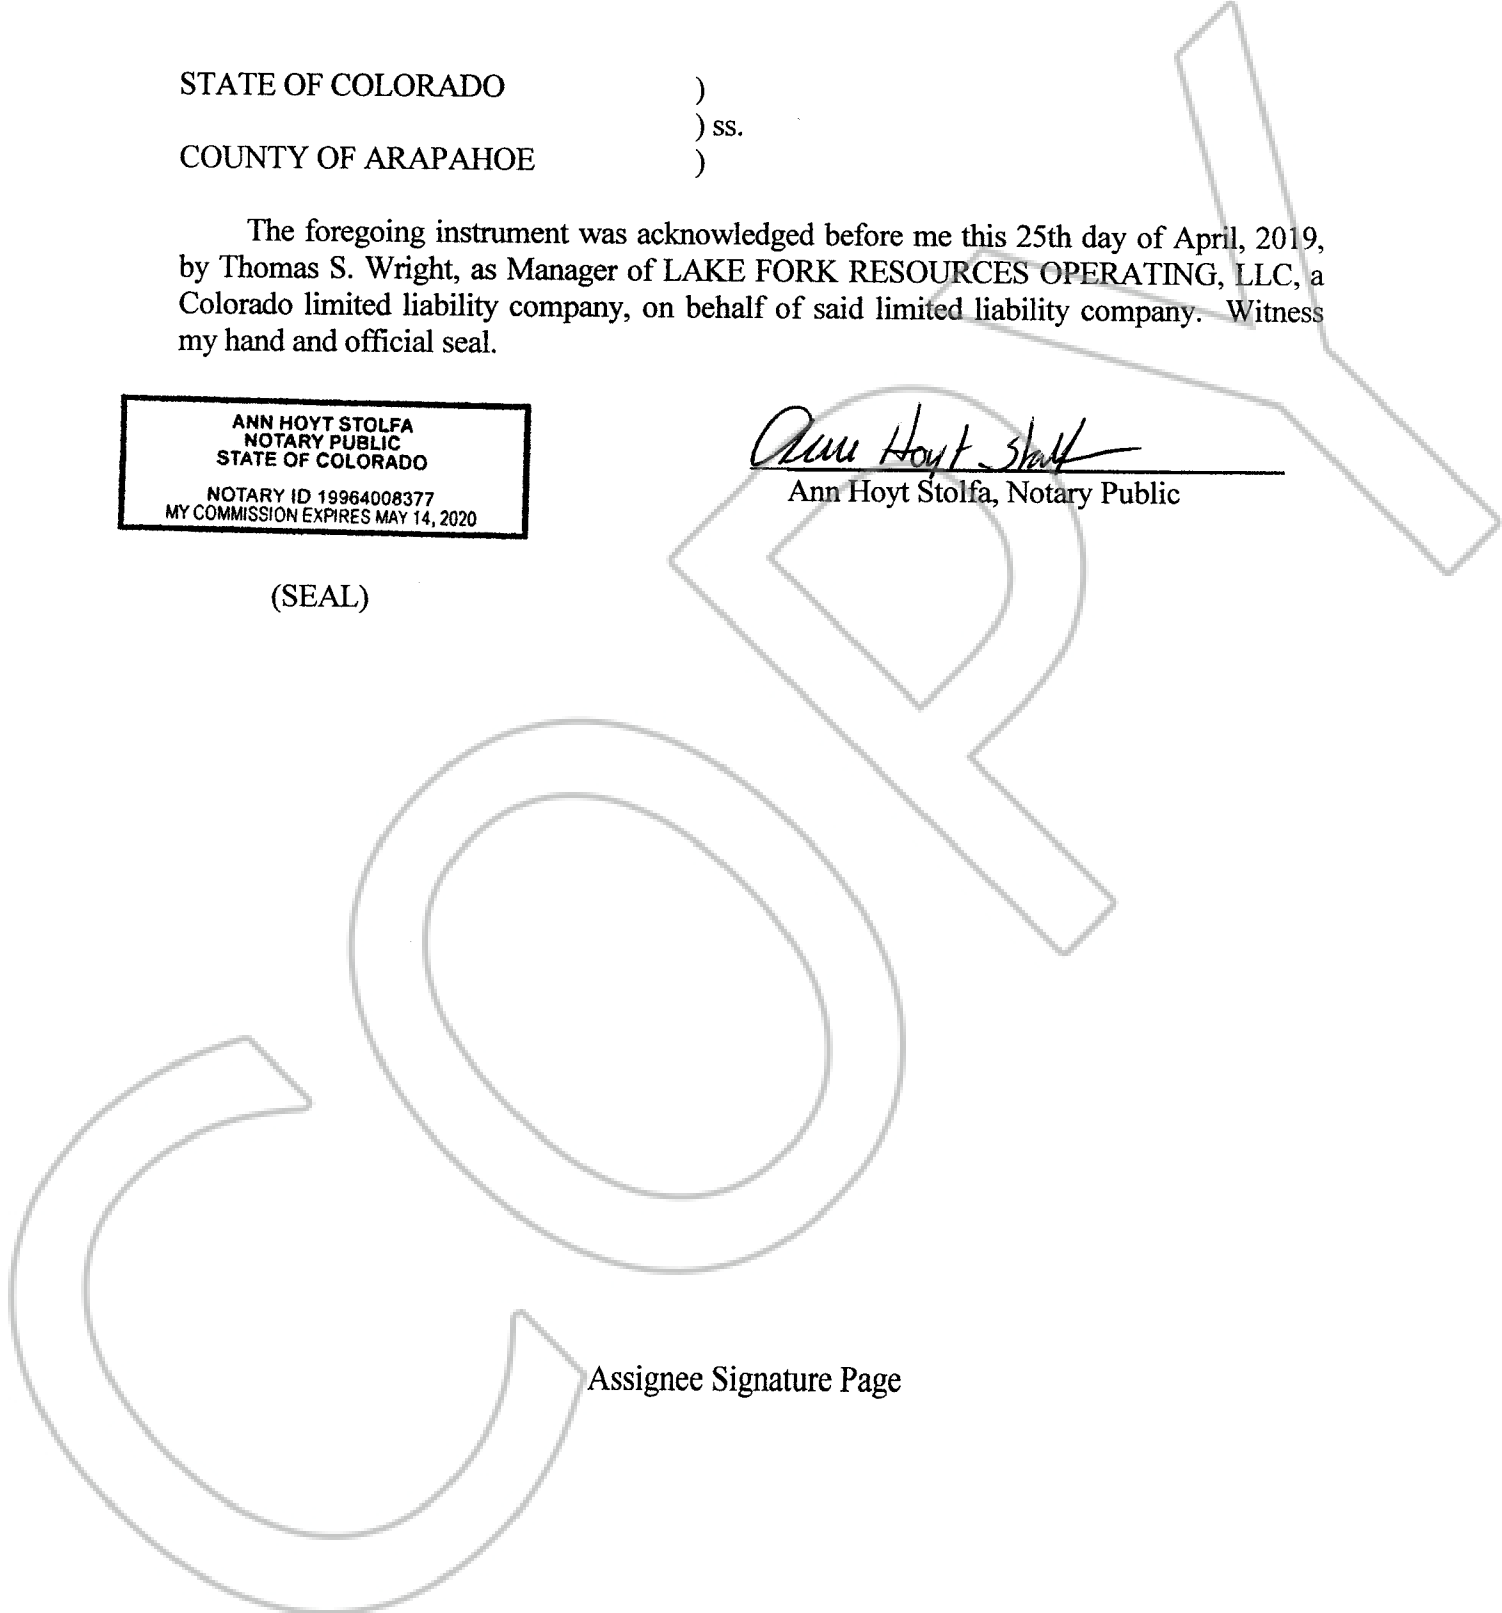 STATE OF COLORADO )
) ss.
COUNTY OF ARAPAHOE )
The foregoing instrument was acknowledged before me this 25th day of April, 2019,
by Thomas S. Wright, as Manager of LAKE FORK RESOURCES OPERATING, LLC, a
Colorado limited liability company, on behalf of said limited liability company. Witness
my hand and official seal.
ANN HOYT STOLFA
NOTARY PUBLIC
STATE OF COLORADO
NOTARY ID 19964008377
MY COMMISSION EXPIRES MAY 14, 2020
(SEAL)
Ann Hoyt Stolfa
Ann Hoyt Stolfa, Notary Public
COPY
Assignee Signature Page